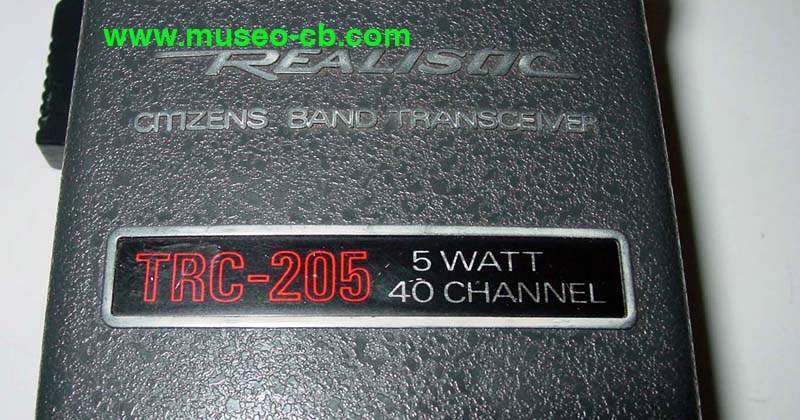 www.museo-cb.com
REALISTIC
CITIZENS BAND TRANSCEIVER
TRC-205
5 WATT
40 CHANNEL